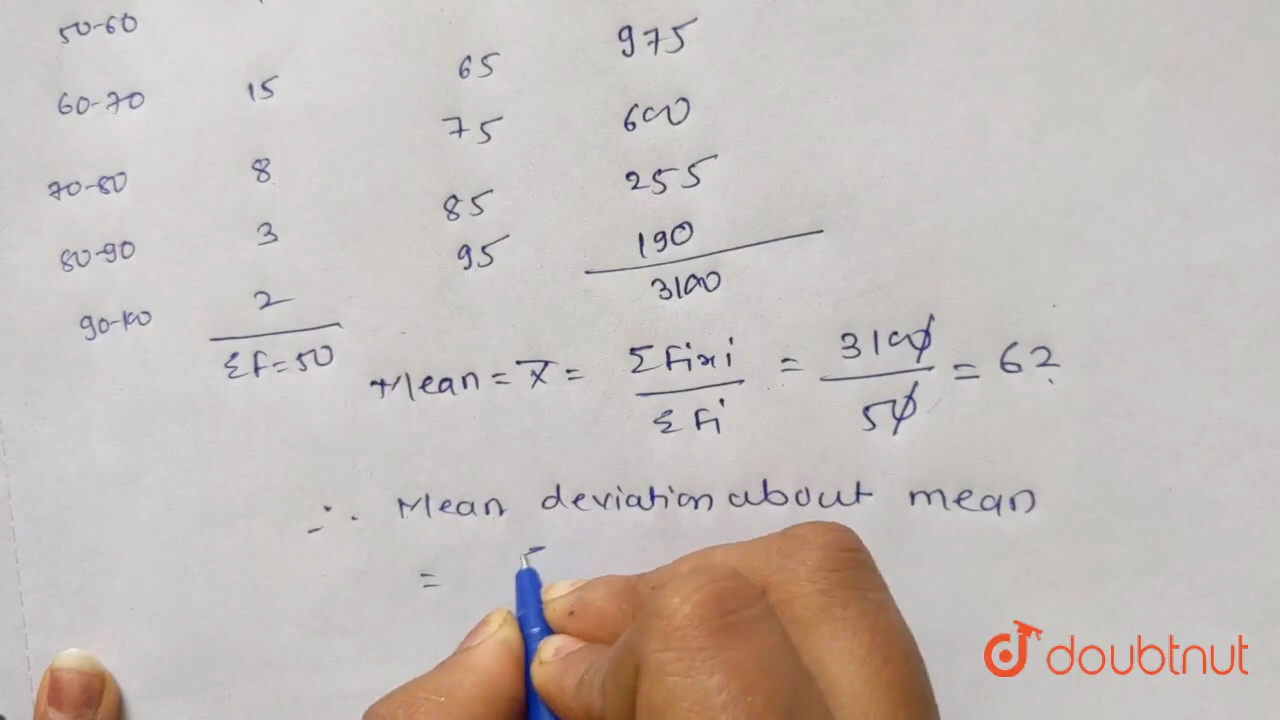 50-60
975
60-70 15 65
75 600
70-80 8
85 255
80-90 3
95 190
90-100 2
3100
Σf=50
Mean = x̄ = Σfixi / Σfi = 3100 / 50 = 62.
∴ Mean deviation about mean
=
doubtnut